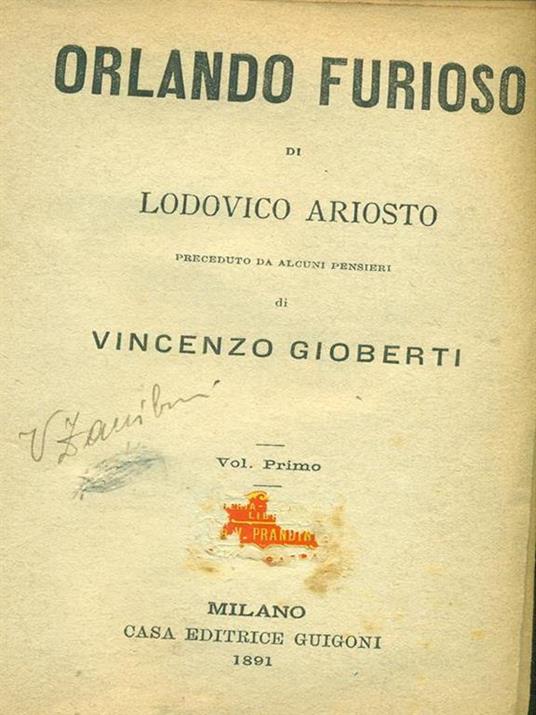 ORLANDO FURIOSO
DI
LODOVICO ARIOSTO
PRECEDUTO DA ALCUNI PENSIERI
di
VINCENZO GIOBERTI
Vol. Primo
V. PRANDI
MILANO
CASA EDITRICE GUIGONI
1891